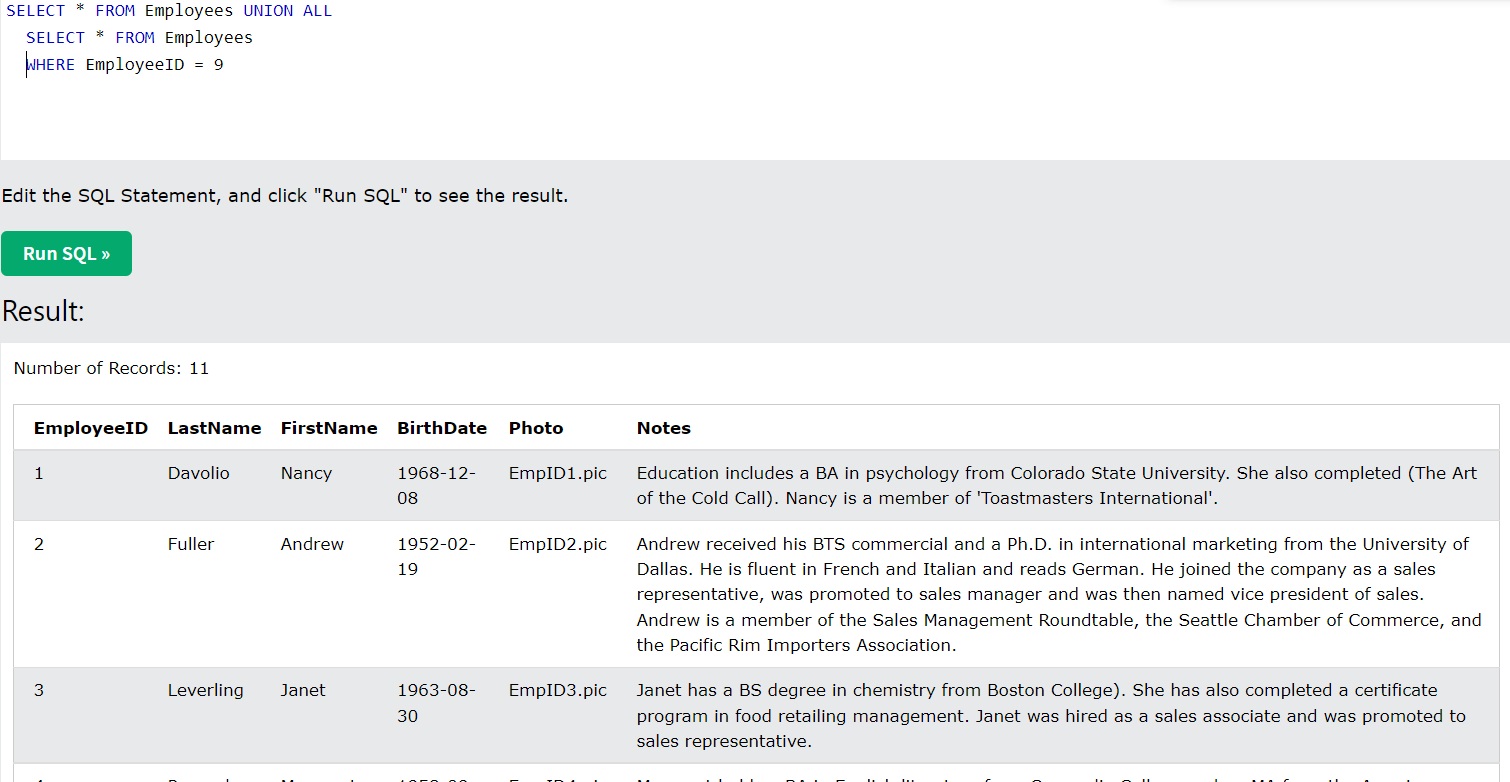 SELECT * FROM Employees UNION ALL
SELECT * FROM Employees
WHERE EmployeeID = 9
Edit the SQL Statement, and click "Run SQL" to see the result.
Run SQL »
Result:
Number of Records: 11
EmployeeID LastName FirstName BirthDate Photo Notes
1 Davolio Nancy 1968-12- EmpID1.pic Education includes a BA in psychology from Colorado State University. She also completed (The Art
08 of the Cold Call). Nancy is a member of 'Toastmasters International'.
2 Fuller Andrew 1952-02- EmpID2.pic Andrew received his BTS commercial and a Ph.D. in international marketing from the University of
19 Dallas. He is fluent in French and Italian and reads German. He joined the company as a sales
representative, was promoted to sales manager and was then named vice president of sales.
Andrew is a member of the Sales Management Roundtable, the Seattle Chamber of Commerce, and
the Pacific Rim Importers Association.
3 Leverling Janet 1963-08- EmpID3.pic Janet has a BS degree in chemistry from Boston College). She has also completed a certificate
30 program in food retailing management. Janet was hired as a sales associate and was promoted to
sales representative.